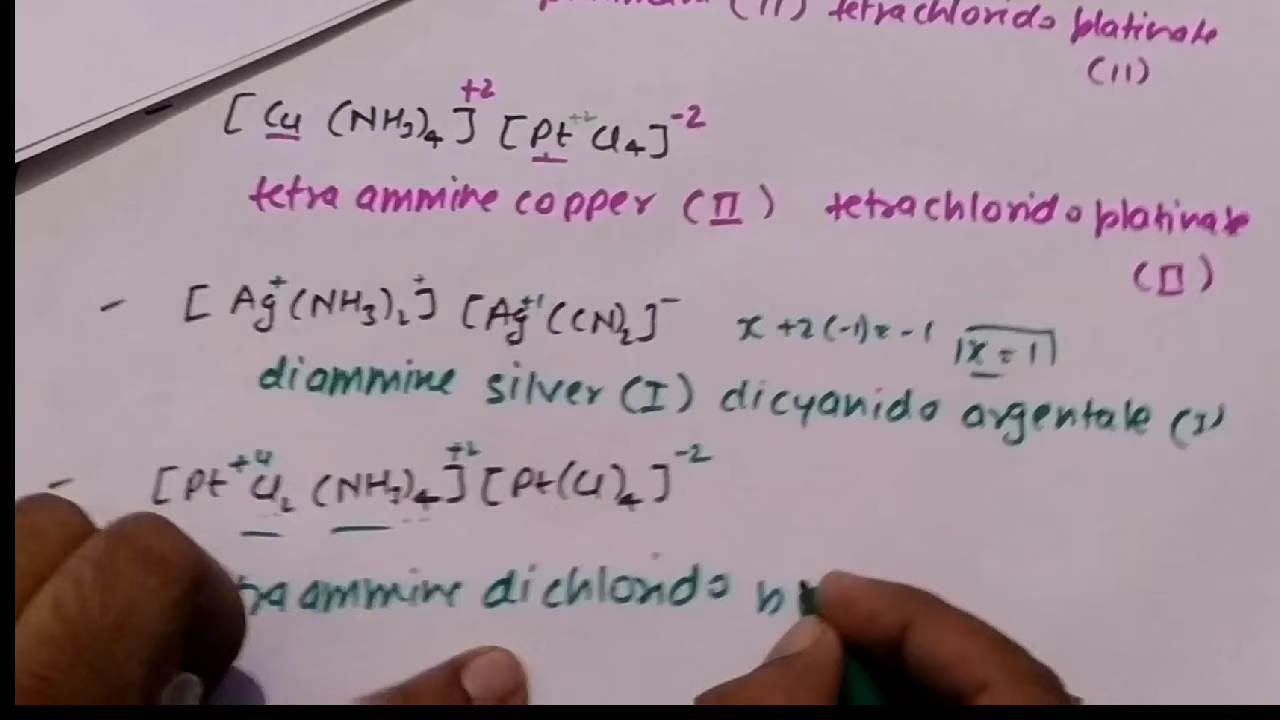 (II) tetrachlorido platinate
(II)
[Cu (NH3)4]+2 [Pt+2Cl4]-2
tetra ammine copper (II) tetrachlorido platinate
(II)
- [Ag+(NH3)2]+ [Ag+1(CN)2]- x+2(-1)=-1 x=1
diammine silver (I) dicyanido argentate (I)
- [Pt+4Cl2 (NH3)4]+2 [Pt(Cl)4]-2
ra ammine dichlorido